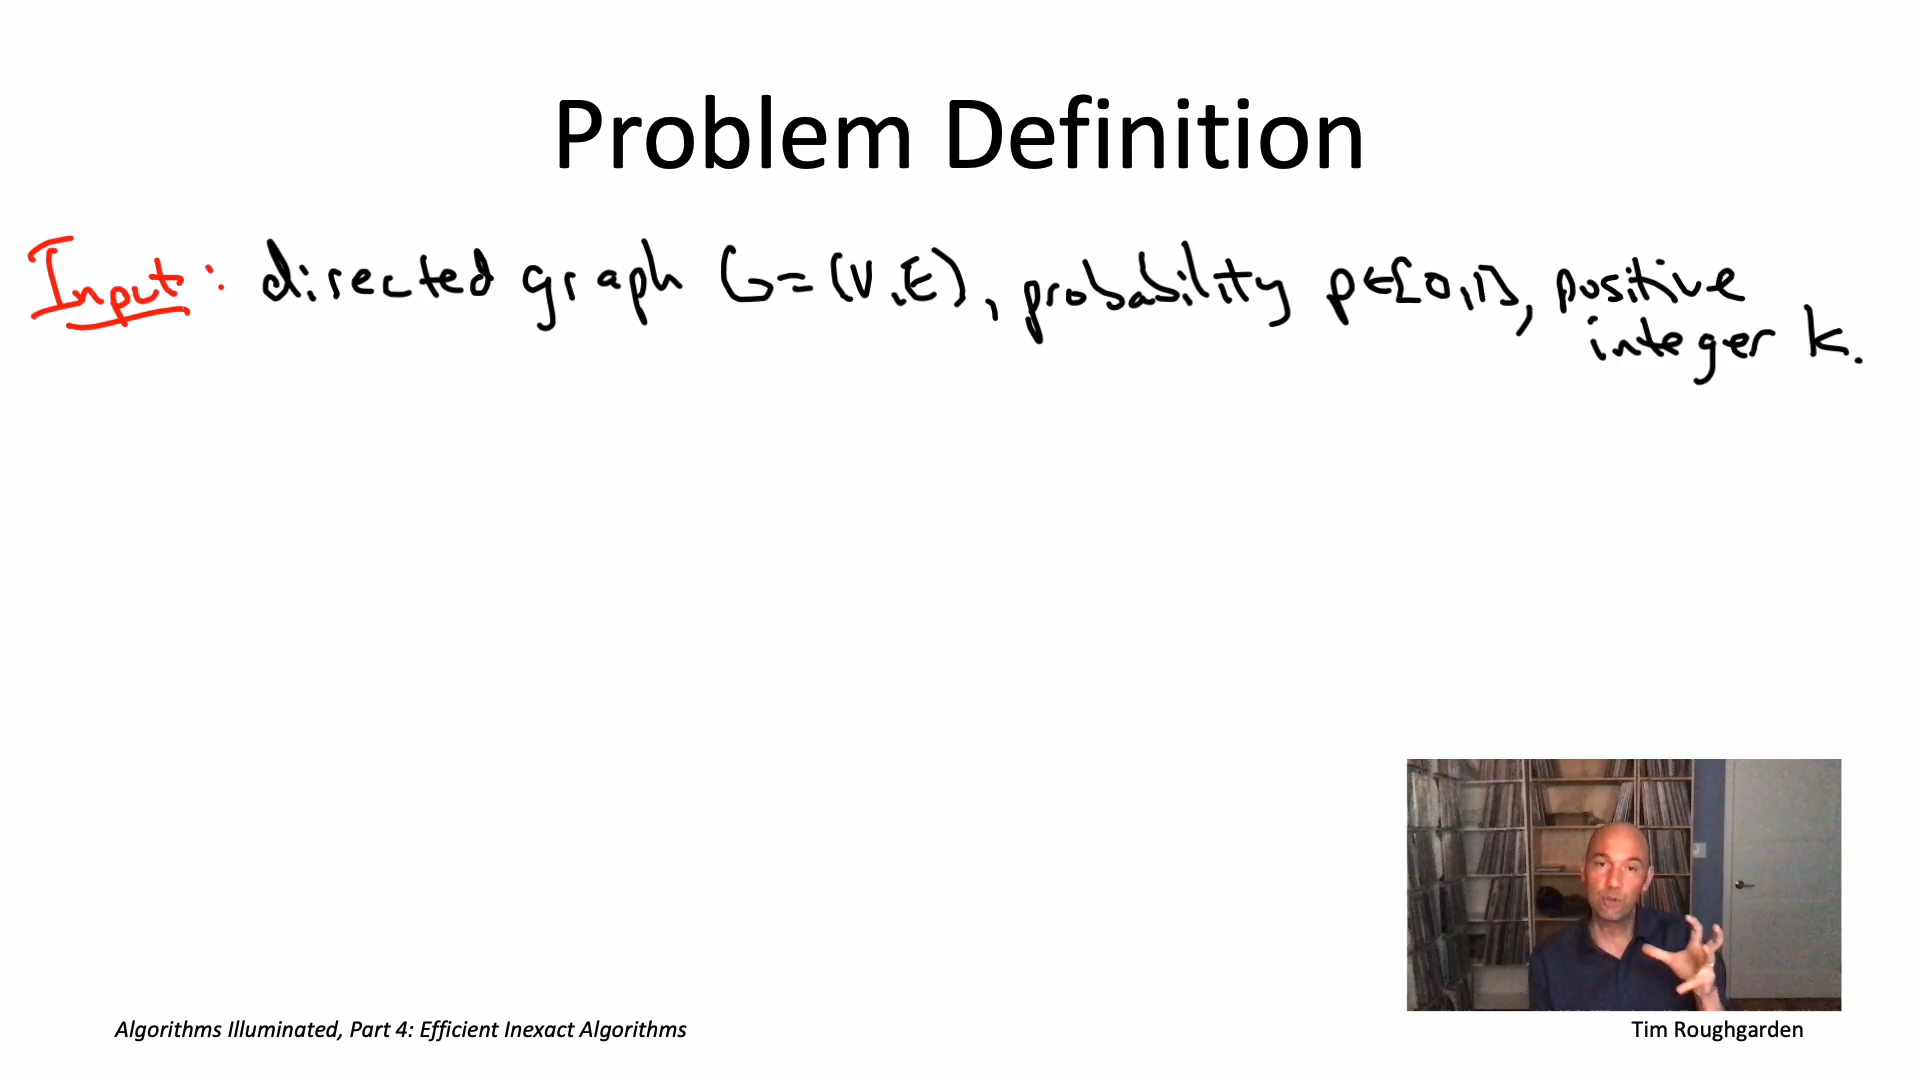 Problem Definition
Input: directed graph G=(V,E), probability p∈[0,1], positive
integer k.
Algorithms Illuminated, Part 4: Efficient Inexact Algorithms
Tim Roughgarden